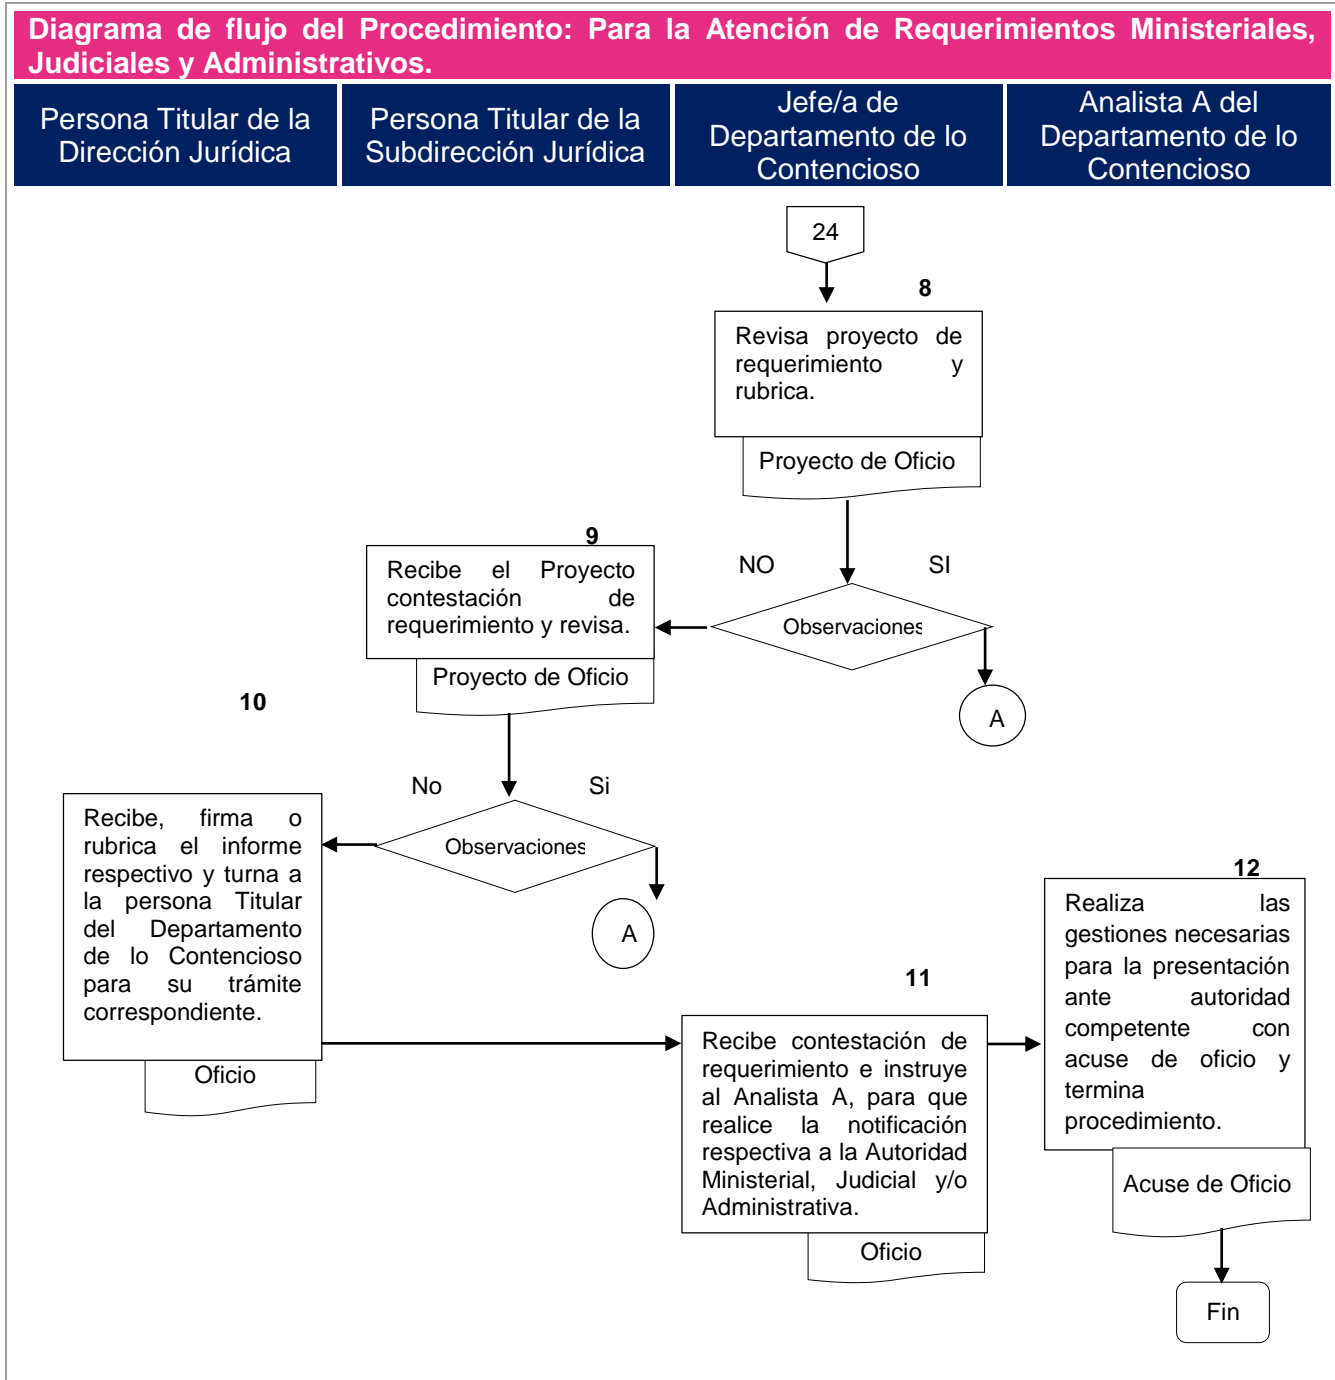 Diagrama de flujo del Procedimiento: Para la Atención de Requerimientos Ministeriales,
Judiciales y Administrativos.
Persona Titular de la
Dirección Jurídica
Persona Titular de la
Subdirección Jurídica
Jefe/a de
Departamento de lo
Contencioso
Analista A del
Departamento de lo
Contencioso
24
8
Revisa proyecto de
requerimiento y
rubrica.
Proyecto de Oficio
NO
SI
Observaciones
A
9
Recibe el Proyecto
contestación de
requerimiento y revisa.
Proyecto de Oficio
No
Si
Observaciones
A
10
Recibe, firma o
rubrica el informe
respectivo y turna a
la persona Titular
del Departamento
de lo Contencioso
para su trámite
correspondiente.
Oficio
11
Recibe contestación de
requerimiento e instruye
al Analista A, para que
realice la notificación
respectiva a la Autoridad
Ministerial, Judicial y/o
Administrativa.
Oficio
12
Realiza las
gestiones necesarias
para la presentación
ante autoridad
competente con
acuse de oficio y
termina
procedimiento.
Acuse de Oficio
Fin